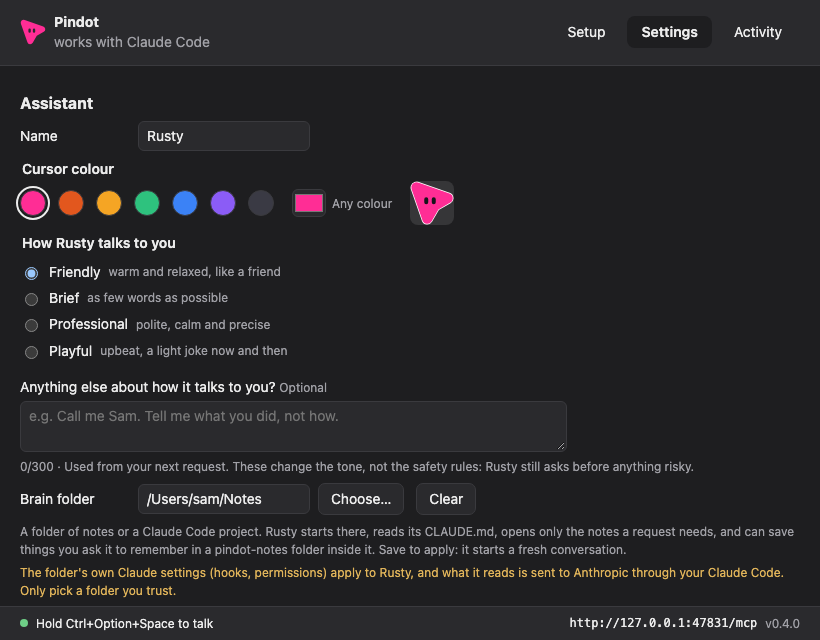 Pindot
works with Claude Code
Setup
Settings
Activity
Assistant
Name
Rusty
Cursor colour
Any colour
How Rusty talks to you
Friendly warm and relaxed, like a friend
Brief as few words as possible
Professional polite, calm and precise
Playful upbeat, a light joke now and then
Anything else about how it talks to you? Optional
e.g. Call me Sam. Tell me what you did, not how.
0/300 · Used from your next request. These change the tone, not the safety rules: Rusty still asks before anything risky.
Brain folder
/Users/sam/Notes
Choose...
Clear
A folder of notes or a Claude Code project. Rusty starts there, reads its CLAUDE.md, opens only the notes a request needs, and can save
things you ask it to remember in a pindot-notes folder inside it. Save to apply: it starts a fresh conversation.
The folder's own Claude settings (hooks, permissions) apply to Rusty, and what it reads is sent to Anthropic through your Claude Code.
Only pick a folder you trust.
Hold Ctrl+Option+Space to talk
http://127.0.0.1:47831/mcp v0.4.0